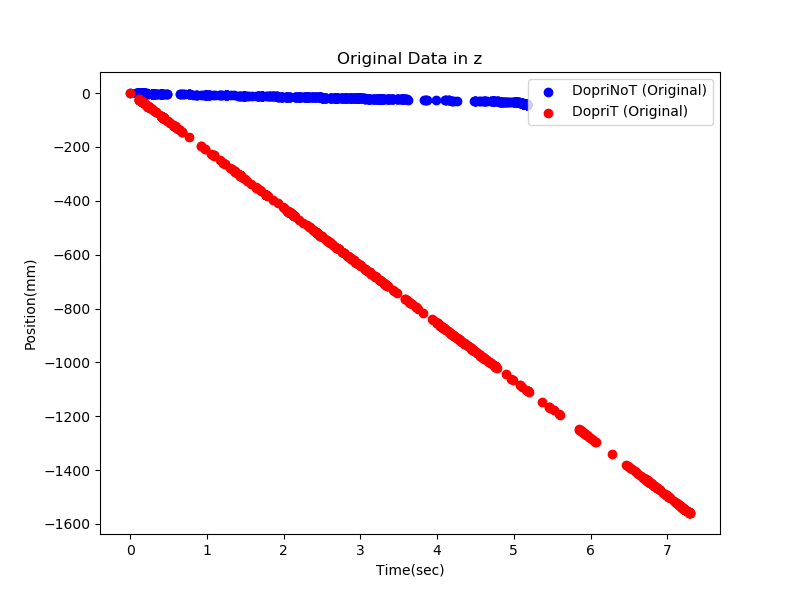 Original Data in z
DopriNoT (Original)
DopriT (Original)
0
−200
−400
−600
−800
−1000
−1200
−1400
−1600
Position(mm)
0 1 2 3 4 5 6 7
Time(sec)